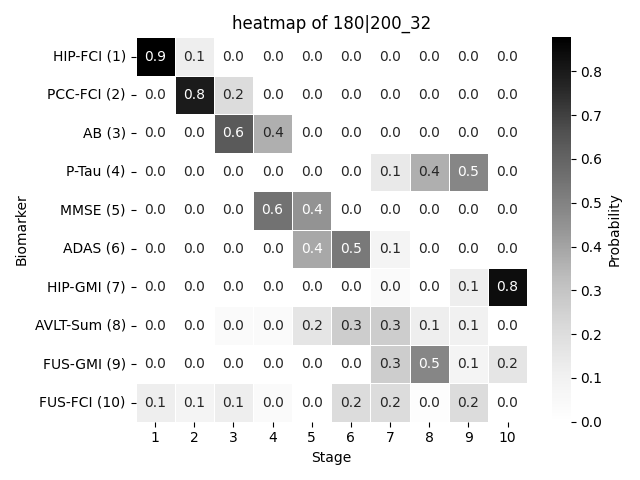 heatmap of 180|200_32
HIP-FCI (1) 0.9 0.1 0.0 0.0 0.0 0.0 0.0 0.0 0.0 0.0
PCC-FCI (2) 0.0 0.8 0.2 0.0 0.0 0.0 0.0 0.0 0.0 0.0
AB (3) 0.0 0.0 0.6 0.4 0.0 0.0 0.0 0.0 0.0 0.0
P-Tau (4) 0.0 0.0 0.0 0.0 0.0 0.0 0.1 0.4 0.5 0.0
MMSE (5) 0.0 0.0 0.0 0.6 0.4 0.0 0.0 0.0 0.0 0.0
ADAS (6) 0.0 0.0 0.0 0.0 0.4 0.5 0.1 0.0 0.0 0.0
HIP-GMI (7) 0.0 0.0 0.0 0.0 0.0 0.0 0.0 0.0 0.1 0.8
AVLT-Sum (8) 0.0 0.0 0.0 0.0 0.2 0.3 0.3 0.1 0.1 0.0
FUS-GMI (9) 0.0 0.0 0.0 0.0 0.0 0.0 0.3 0.5 0.1 0.2
FUS-FCI (10) 0.1 0.1 0.1 0.0 0.0 0.2 0.2 0.0 0.2 0.0
1 2 3 4 5 6 7 8 9 10
Stage
Biomarker
0.8
0.7
0.6
0.5
0.4
0.3
0.2
0.1
0.0
Probability